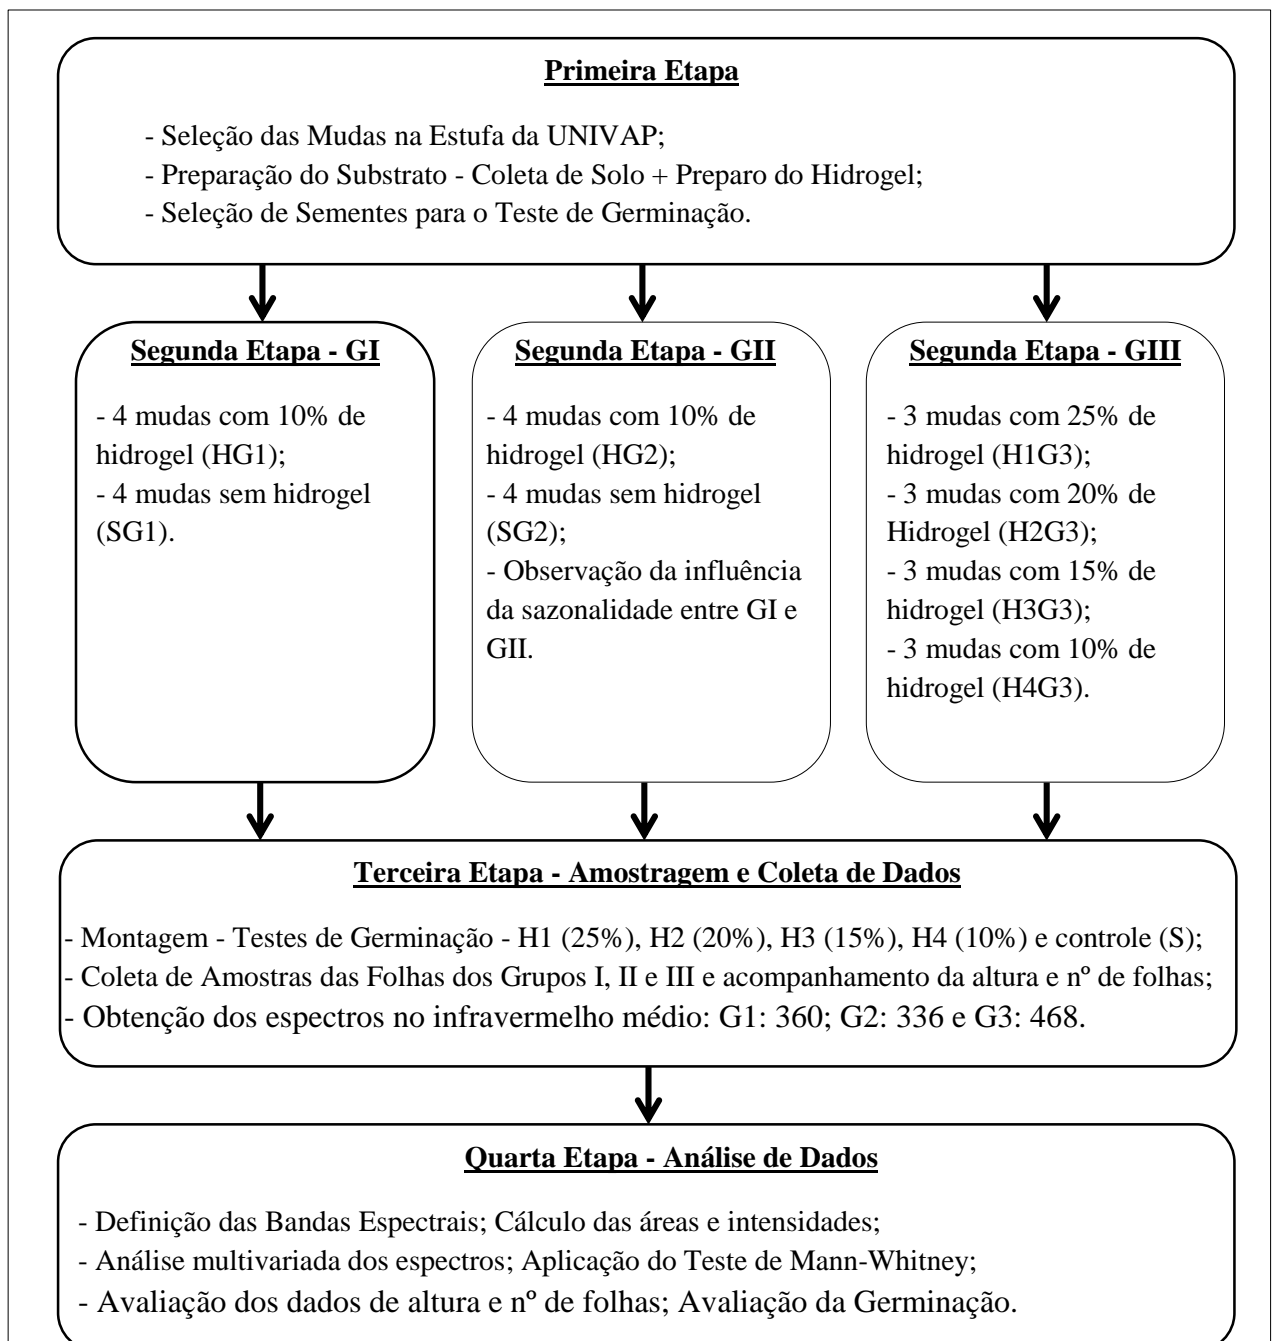 Primeira Etapa
- Seleção das Mudas na Estufa da UNIVAP;
- Preparação do Substrato - Coleta de Solo + Preparo do Hidrogel;
- Seleção de Sementes para o Teste de Germinação.
Segunda Etapa - GI
- 4 mudas com 10% de
hidrogel (HG1);
- 4 mudas sem hidrogel
(SG1).
Segunda Etapa - GII
- 4 mudas com 10% de
hidrogel (HG2);
- 4 mudas sem hidrogel
(SG2);
- Observação da influência
da sazonalidade entre GI e
GII.
Segunda Etapa - GIII
- 3 mudas com 25% de
hidrogel (H1G3);
- 3 mudas com 20% de
Hidrogel (H2G3);
- 3 mudas com 15% de
hidrogel (H3G3);
- 3 mudas com 10% de
hidrogel (H4G3).
Terceira Etapa - Amostragem e Coleta de Dados
- Montagem - Testes de Germinação - H1 (25%), H2 (20%), H3 (15%), H4 (10%) e controle (S);
- Coleta de Amostras das Folhas dos Grupos I, II e III e acompanhamento da altura e nº de folhas;
- Obtenção dos espectros no infravermelho médio: G1: 360; G2: 336 e G3: 468.
Quarta Etapa - Análise de Dados
- Definição das Bandas Espectrais; Cálculo das áreas e intensidades;
- Análise multivariada dos espectros; Aplicação do Teste de Mann-Whitney;
- Avaliação dos dados de altura e nº de folhas; Avaliação da Germinação.